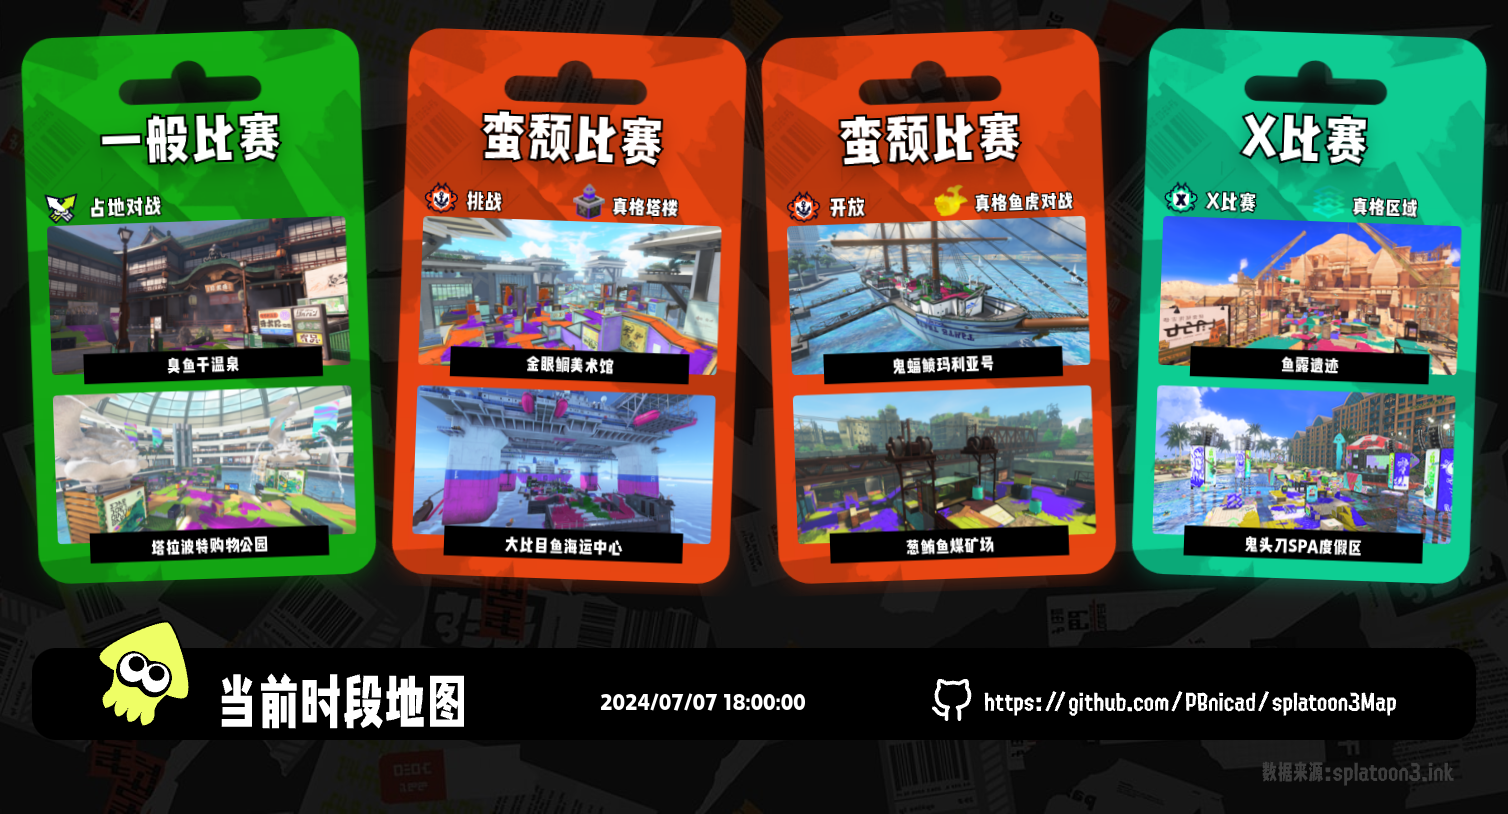 一般比赛
占地对战
臭鱼干温泉
塔拉波特购物公园
蛮颓比赛
挑战
真格塔楼
金眼鲷美术馆
大比目鱼海运中心
蛮颓比赛
开放
真格鱼虎对战
鬼蝠鲼玛利亚号
葱鲔鱼煤矿场
X比赛
X比赛
真格区域
鱼露遗迹
鬼头刀SPA度假区
当前时段地图
2024/07/07 18:00:00
https://github.com/PBnicad/splatoon3Map
数据来源:splatoon3.ink